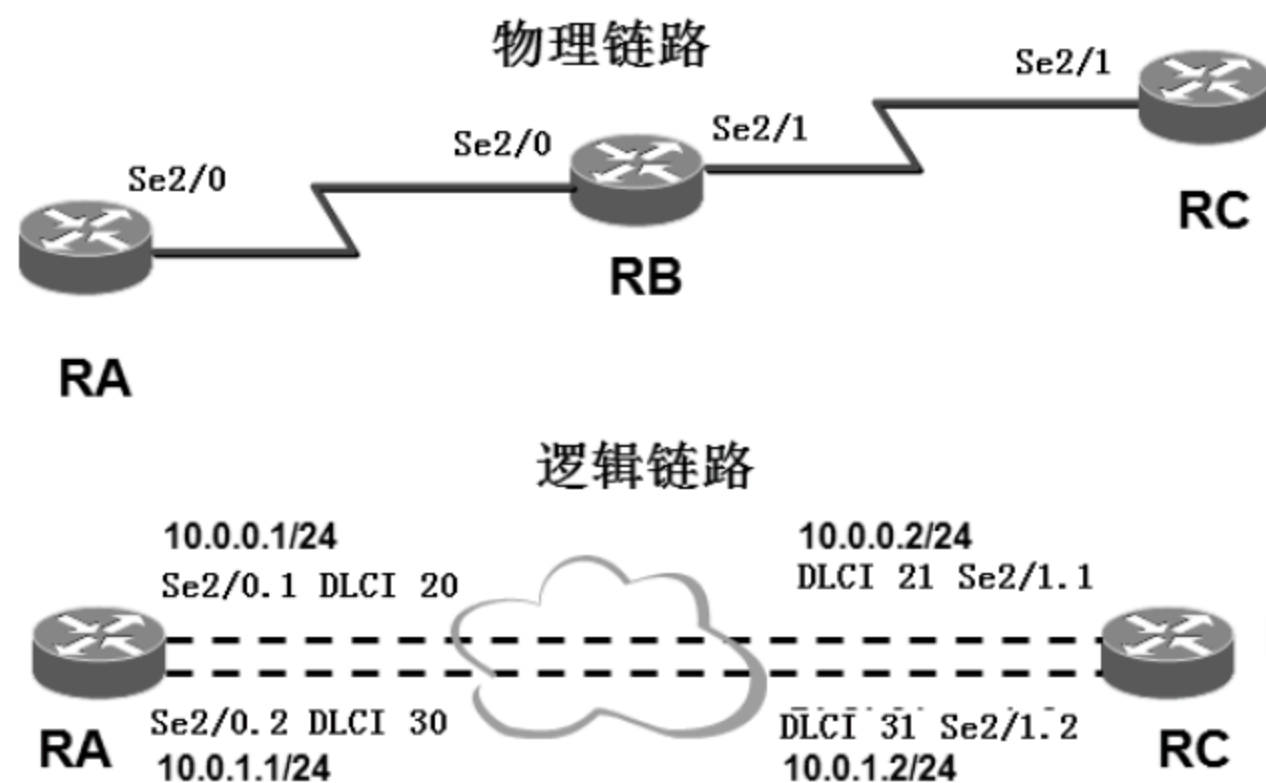 物理链路
Se2/1
Se2/0
Se2/1
Se2/0
RC
RB
RA
逻辑链路
10.0.0.1/24
10.0.0.2/24
Se2/0.1 DLCI 20
DLCI 21 Se2/1.1
Se2/0.2 DLCI 30
DLCI 31 Se2/1.2
RA
10.0.1.1/24
10.0.1.2/24
RC